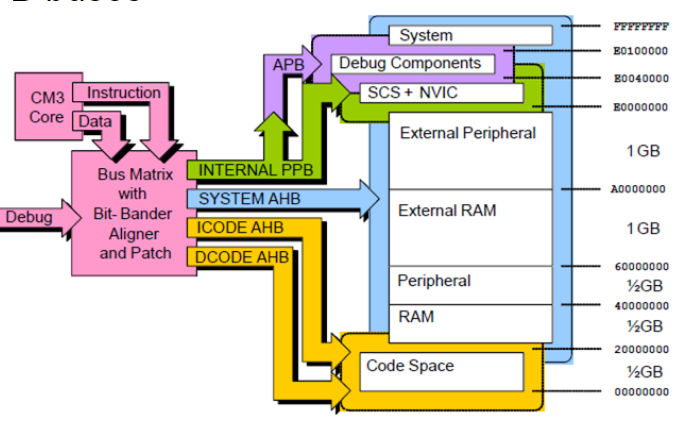 System
FFFFFFFF
APB
Debug Components
E0100000
E0040000
CM3
Core
Instruction
Data
SCS + NVIC
E0000000
Bus Matrix
with
Bit- Bander
Aligner
and Patch
Debug
INTERNAL PPB
SYSTEM AHB
ICODE AHB
DCODE AHB
External Peripheral
1GB
A0000000
External RAM
1GB
60000000
Peripheral
½GB
40000000
RAM
½GB
20000000
Code Space
½GB
00000000